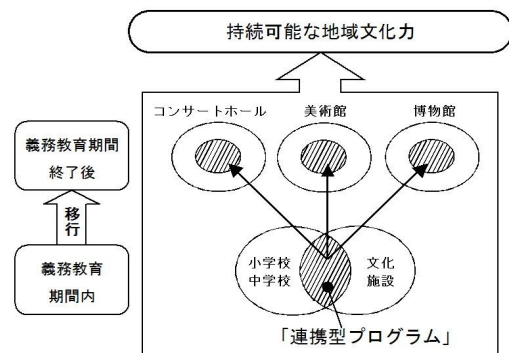 持続可能な地域文化力
コンサートホール
美術館
博物館
義務教育期間
終了後
移行
義務教育
期間内
小学校
中学校
文化
施設
「連携型プログラム」